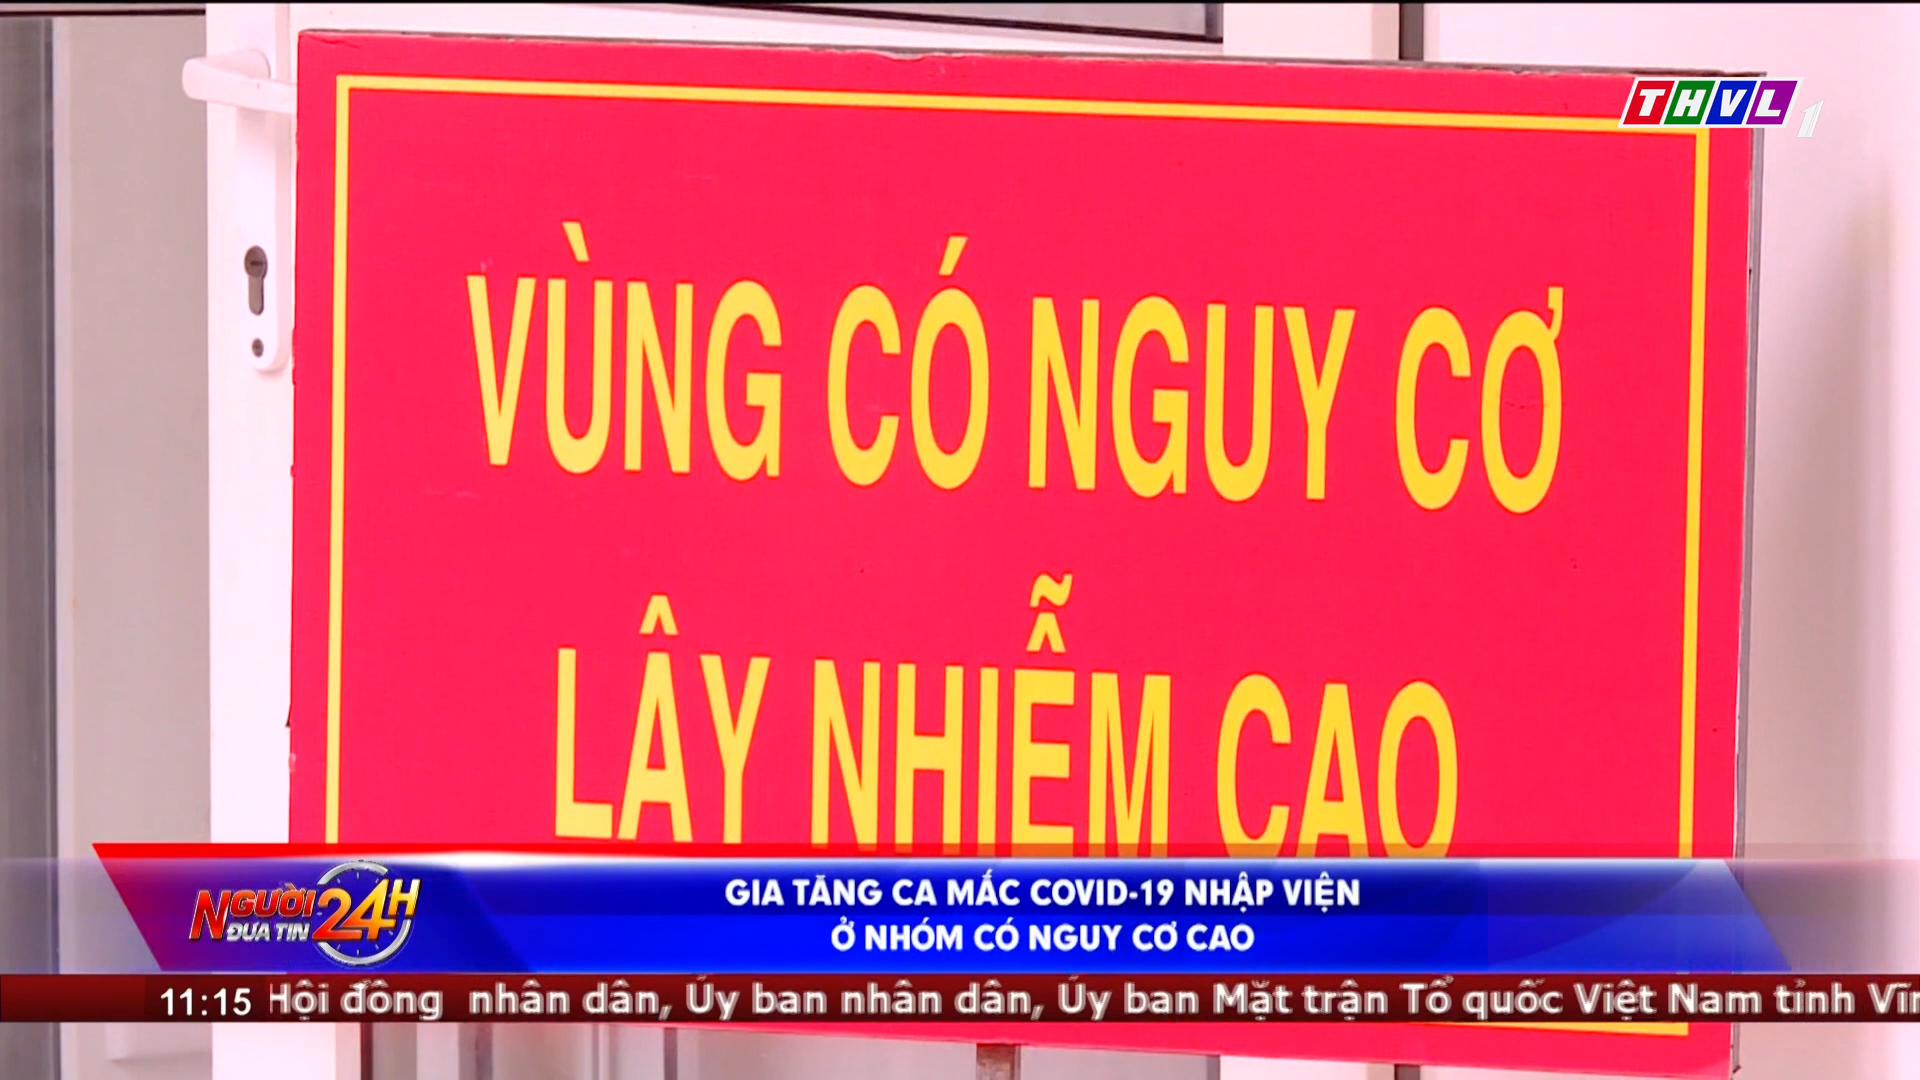 THVL 1
VÙNG CÓ NGUY CƠ
LÂY NHIỄM CAO
NGƯỜI ĐƯA TIN 24H
GIA TĂNG CA MẮC COVID-19 NHẬP VIỆN
Ở NHÓM CÓ NGUY CƠ CAO
11:15 Hội đồng nhân dân, Ủy ban nhân dân, Ủy ban Mặt trận Tổ quốc Việt Nam tỉnh